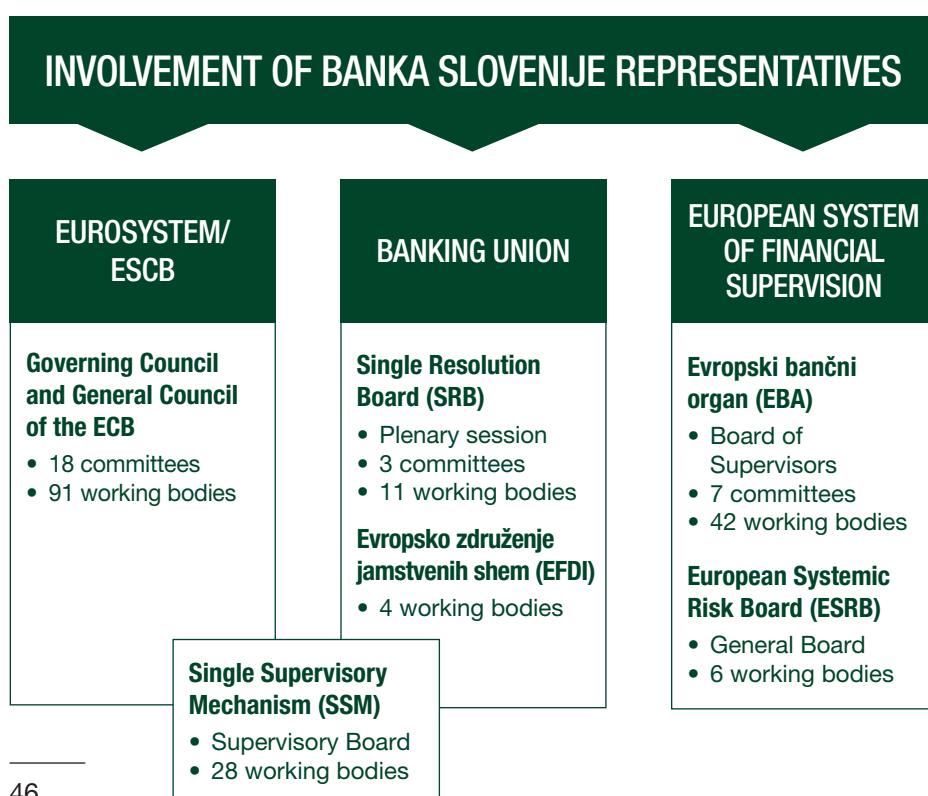 INVOLVEMENT OF BANKA SLOVENIJE REPRESENTATIVES
EUROSYSTEM/
ESCB
Governing Council
and General Council
of the ECB
• 18 committees
• 91 working bodies
BANKING UNION
Single Resolution
Board (SRB)
• Plenary session
• 3 committees
• 11 working bodies
Evropsko združenje
jamstvenih shem (EFDI)
• 4 working bodies
Single Supervisory
Mechanism (SSM)
• Supervisory Board
• 28 working bodies
EUROPEAN SYSTEM
OF FINANCIAL
SUPERVISION
Evropski bančni
organ (EBA)
• Board of
Supervisors
• 7 committees
• 42 working bodies
European Systemic
Risk Board (ESRB)
• General Board
• 6 working bodies
46